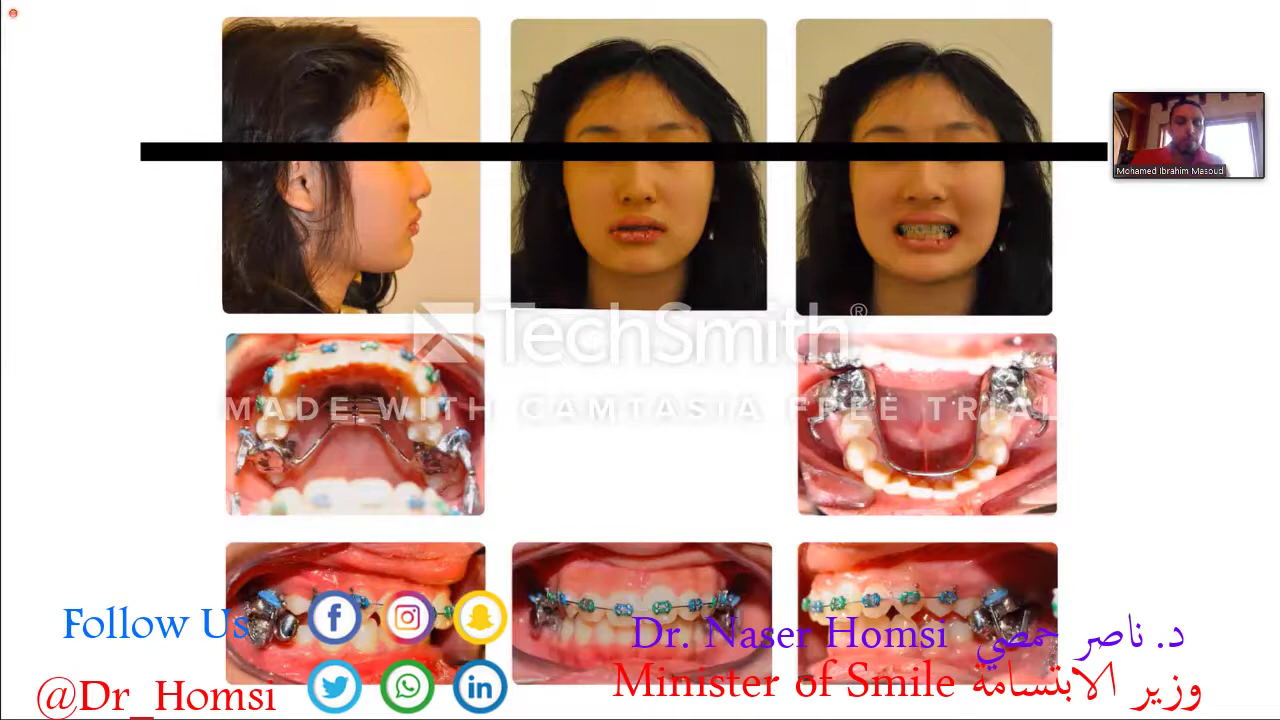 Mohamed Ibrahim Masoud
TechSmith®
MADE WITH CAMTASIA FREE TRIAL
Follow Us
@Dr_Homsi
Dr. Naser Homsi د. ناصر حمصي
Minister of Smile وزير الابتسامة